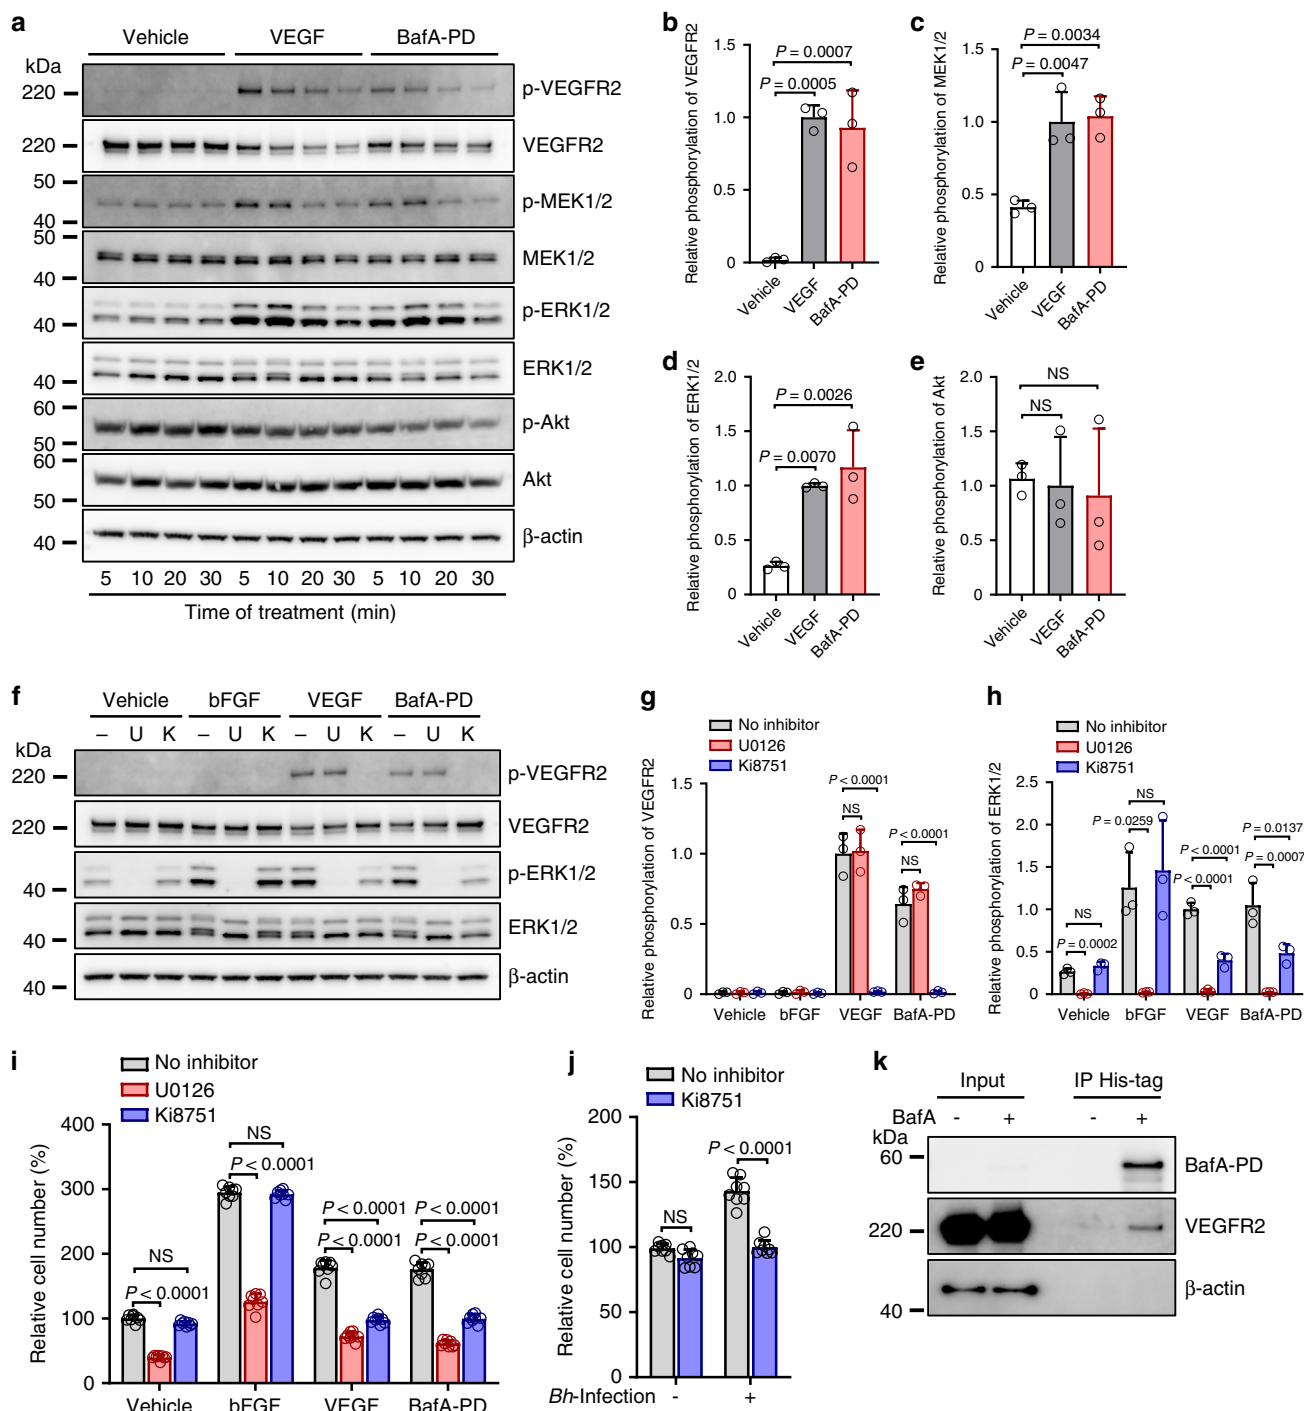 a
Vehicle VEGF BafA-PD
kDa
220 p-VEGFR2
220 VEGFR2
50
40 p-MEK1/2
50
40 MEK1/2
40 p-ERK1/2
40 ERK1/2
60
50 p-Akt
60
50 Akt
40 β-actin
5 10 20 30 5 10 20 30 5 10 20 30
Time of treatment (min)
b
Relative phosphorylation of VEGFR2
1.5
1.0
0.5
0
P = 0.0007
P = 0.0005
Vehicle VEGF BafA-PD
c
Relative phosphorylation of MEK1/2
1.5
1.0
0.5
0
P = 0.0034
P = 0.0047
Vehicle VEGF BafA-PD
d
Relative phosphorylation of ERK1/2
2.0
1.5
1.0
0.5
0
P = 0.0026
P = 0.0070
Vehicle VEGF BafA-PD
e
Relative phosphorylation of Akt
2.0
1.5
1.0
0.5
0
NS
NS
Vehicle VEGF BafA-PD
f
Vehicle bFGF VEGF BafA-PD
– U K – U K – U K – U K
kDa
220 p-VEGFR2
220 VEGFR2
40 p-ERK1/2
40 ERK1/2
40 β-actin
g
No inhibitor
U0126
Ki8751
Relative phosphorylation of VEGFR2
1.5
1.0
0.5
0
P < 0.0001
NS
P < 0.0001
NS
Vehicle bFGF VEGF BafA-PD
h
No inhibitor
U0126
Ki8751
Relative phosphorylation of ERK1/2
2.5
2.0
1.5
1.0
0.5
0
NS
P = 0.0002
NS
P = 0.0259
P < 0.0001
P < 0.0001
P = 0.0137
P = 0.0007
Vehicle bFGF VEGF BafA-PD
i
No inhibitor
U0126
Ki8751
Relative cell number (%)
400
300
200
100
0
NS
P < 0.0001
NS
P < 0.0001
P < 0.0001
P < 0.0001
P < 0.0001
P < 0.0001
Vehicle bFGF VEGF BafA-PD
j
No inhibitor
Ki8751
Relative cell number (%)
200
150
100
50
0
NS
P < 0.0001
Bh-Infection - +
k
Input IP His-tag
BafA - + - +
kDa
60 BafA-PD
220 VEGFR2
40 β-actin